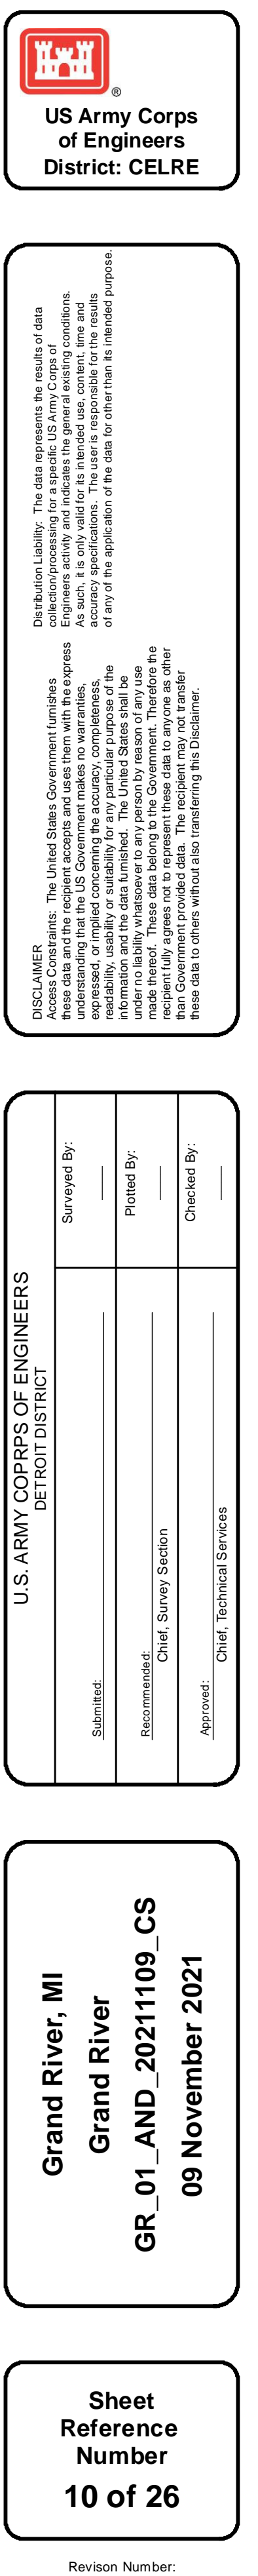 ®
US Army Corps
of Engineers
District: CELRE
DISCLAIMER
Access Constraints: The United States Government furnishes
these data and the recipient accepts and uses them with the express
understanding that the US Government makes no warranties,
expressed, or implied concerning the accuracy, completeness,
readability, usability or suitability for any particular purpose of the
information and the data furnished. The United States shall be
under no liability whatsoever to any person by reason of any use
made thereof. These data belong to the Government. Therefore the
recipient fully agrees not to represent these data to anyone as other
than Government provided data. The recipient may not transfer
these data to others without also transferring this Disclaimer.
Distribution Liability: The data represents the results of data
collection/processing for a specific US Army Corps of
Engineers activity and indicates the general existing conditions.
As such, it is only valid for its intended use, content, time and
accuracy specifications. The user is responsible for the results
of any of the application of the data for other than its intended purpose.
U.S. ARMY COPRPS OF ENGINEERS
DETROIT DISTRICT
Submitted:
Surveyed By:
Recommended:
Chief, Survey Section
Plotted By:
Approved:
Chief, Technical Services
Checked By:
Grand River, MI
Grand River
GR_01_AND_20211109_CS
09 November 2021
Sheet
Reference
Number
10 of 26
Revison Number: